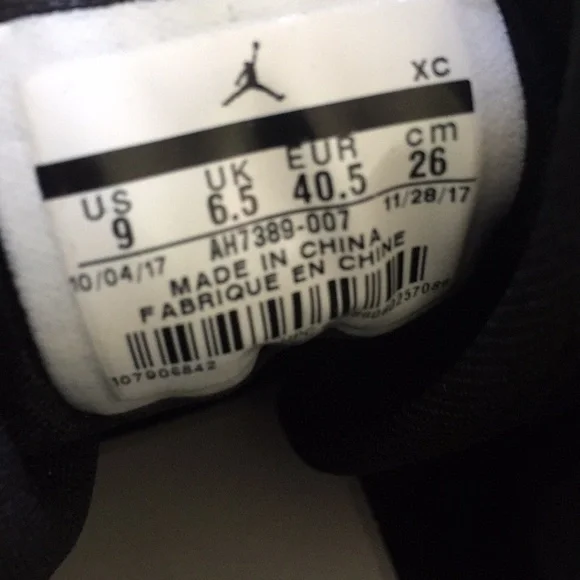 XC
US UK EUR cm
9 6.5 40.5 26
10/04/17 AH7389-007 11/28/17
MADE IN CHINA
FABRIQUE EN CHINE
107906842